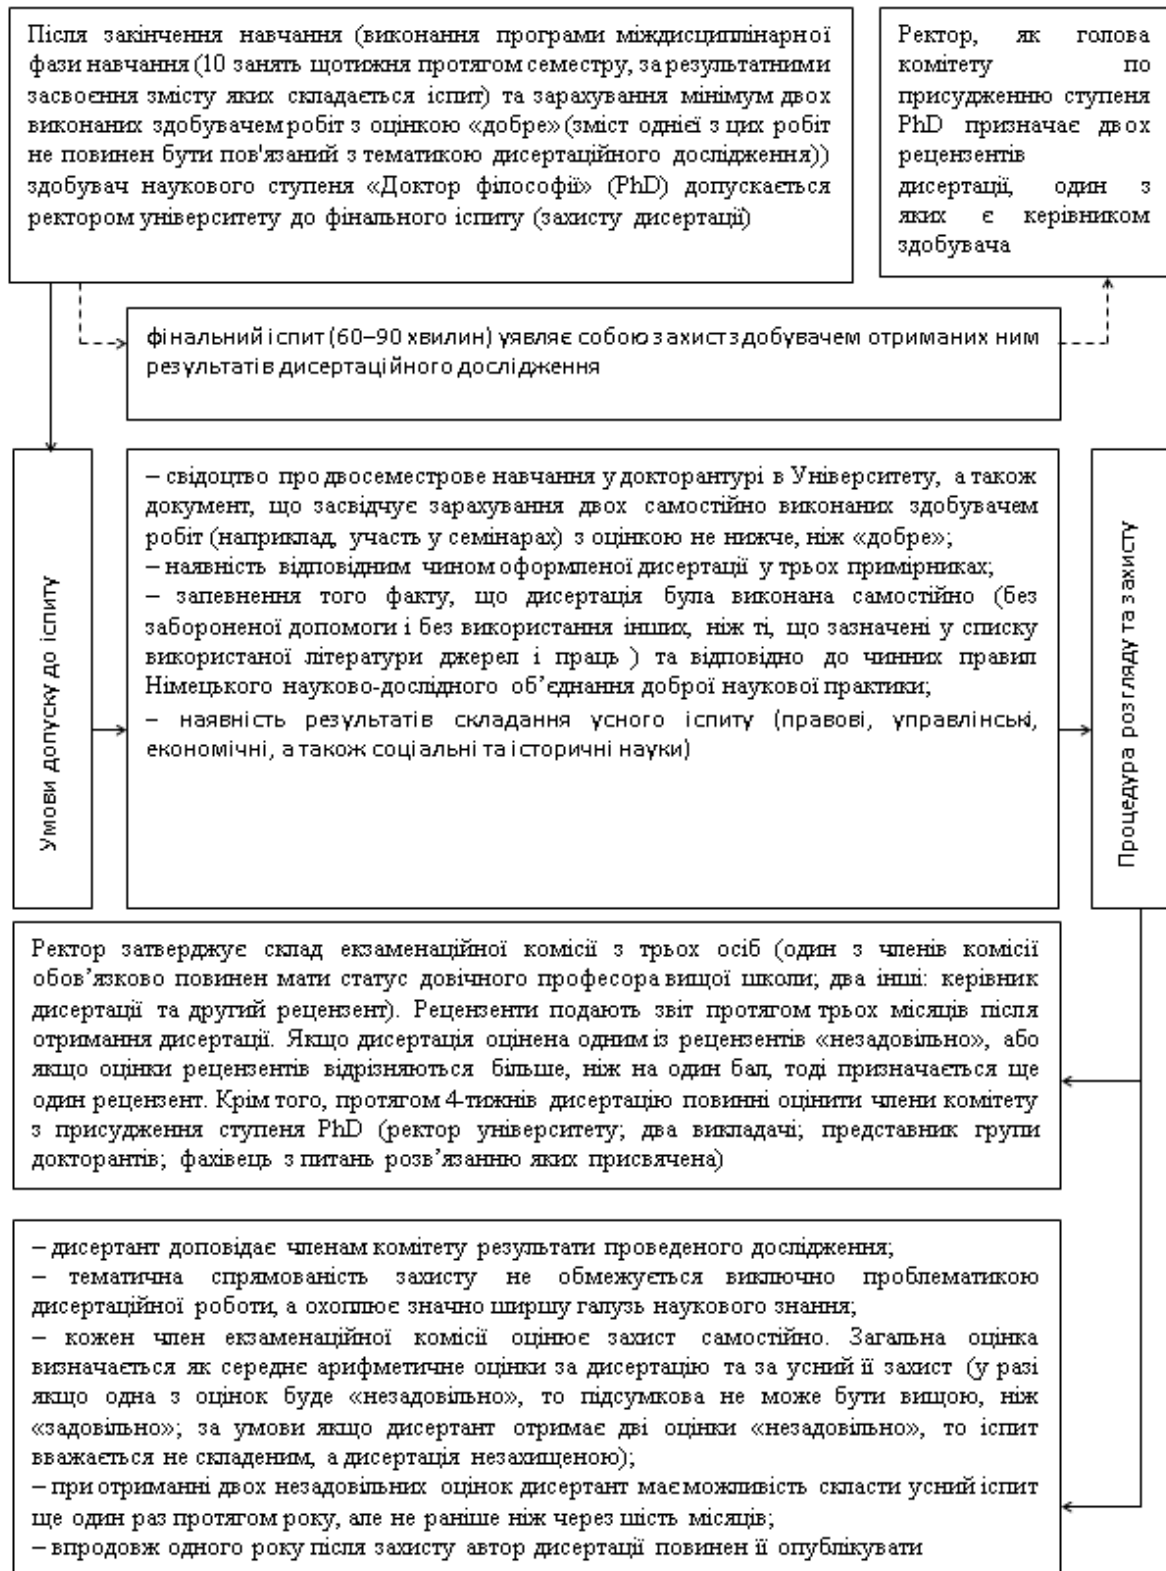 Після закінчення навчання (виконання програми міждисциплінарної
фази навчання (10 занять щотижня протягом семестру, за результатними
засвоєння змісту яких складається іспит) та зарахування мінімум двох
виконаних здобувачем робіт з оцінкою «добре» (зміст однієї з цих робіт
не повинен бути пов'язаний з тематикою дисертаційного дослідження))
здобувач наукового ступеня «Доктор філософії» (PhD) допускається
ректором університету до фінального іспиту (захисту дисертації)
Ректор, як голова
комітету по
присудженню ступеня
PhD призначає двох
рецензентів
дисертації, один з
яких є керівником
здобувача
фінальний іспит (60–90 хвилин) уявляє собою захист здобувачем отриманих ним
результатів дисертаційного дослідження
Умови допуску до іспиту
– свідоцтво про двосеместрове навчання у докторантурі в Університету, а також
документ, що засвідчує зарахування двох самостійно виконаних здобувачем
робіт (наприклад, участь у семінарах) з оцінкою не нижче, ніж «добре»;
– наявність відповідним чином оформленої дисертації у трьох примірниках;
– запевнення того факту, що дисертація була виконана самостійно (без
забороненої допомоги і без використання інших, ніж ті, що зазначені у списку
використаної літератури джерел і праць ) та відповідно до чинних правил
Німецького науково-дослідного об’єднання доброї наукової практики;
– наявність результатів складання усного іспиту (правові, управлінські,
економічні, а також соціальні та історичні науки)
Процедура розгляду та захисту
Ректор затверджує склад екзаменаційної комісії з трьох осіб (один з членів комісії
обов’язково повинен мати статус довічного професора вищої школи; два інші: керівник
дисертації та другий рецензент). Рецензенти подають звіт протягом трьох місяців після
отримання дисертації. Якщо дисертація оцінена одним із рецензентів «незадовільно», або
якщо оцінки рецензентів відрізняються більше, ніж на один бал, тоді призначається ще
один рецензент. Крім того, протягом 4-тижнів дисертацію повинні оцінити члени комітету
з присудження ступеня PhD (ректор університету; два викладачі; представник групи
докторантів; фахівець з питань розв’язанню яких присвячена)
– дисертант доповідає членам комітету результати проведеного дослідження;
– тематична спрямованість захисту не обмежується виключно проблематикою
дисертаційної роботи, а охоплює значно ширшу галузь наукового знання;
– кожен член екзаменаційної комісії оцінює захист самостійно. Загальна оцінка
визначається як середнє арифметичне оцінки за дисертацію та за усний її захист (у разі
якщо одна з оцінок буде «незадовільно», то підсумкова не може бути вищою, ніж
«задовільно»; за умови якщо дисертант отримає дві оцінки «незадовільно», то іспит
вважається не складеним, а дисертація незахищеною);
– при отриманні двох незадовільних оцінок дисертант має можливість скласти усний іспит
ще один раз протягом року, але не раніше ніж через шість місяців;
– впродовж одного року після захисту автор дисертації повинен її опублікувати